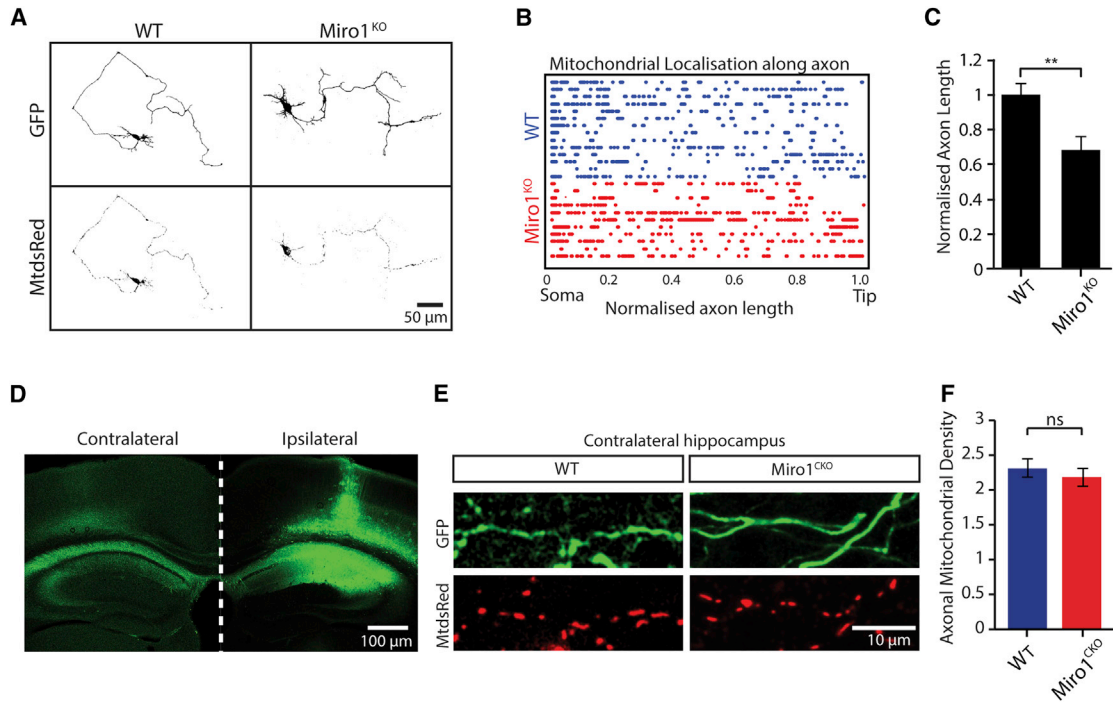 A
WT
Miro1KO
GFP
MtdsRed
50 µm
B
Mitochondrial Localisation along axon
WT
Miro1KO
0 0.2 0.4 0.6 0.8 1.0
Soma
Tip
Normalised axon length
C
Normalised Axon Length
1.2
1
0.8
0.6
0.4
0.2
0
**
WT
Miro1KO
D
Contralateral
Ipsilateral
100 µm
E
Contralateral hippocampus
WT
Miro1CKO
GFP
MtdsRed
10 µm
F
Axonal Mitochondrial Density
3
2.5
2
1.5
1
0.5
0
ns
WT
Miro1CKO